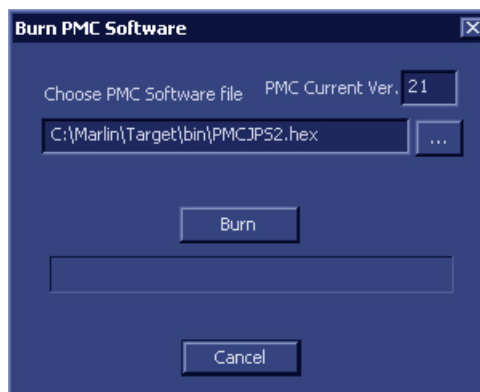 Burn PMC Software
PMC Current Ver. 21
Choose PMC Software file
C:\Marlin\Target\bin\PMCJPS2.hex ...
Burn
Cancel